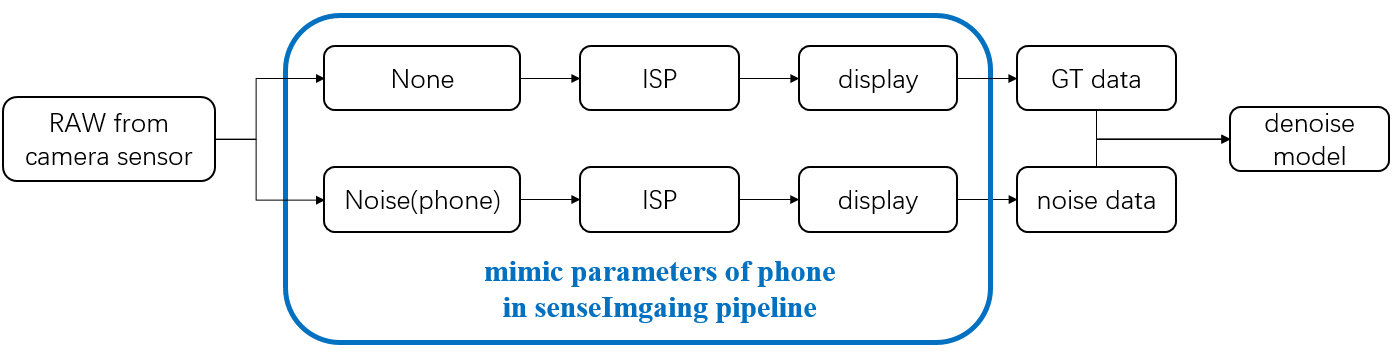 RAW from
camera sensor
None
ISP
display
GT data
Noise(phone)
ISP
display
noise data
denoise
model
mimic parameters of phone
in senseImgaing pipeline